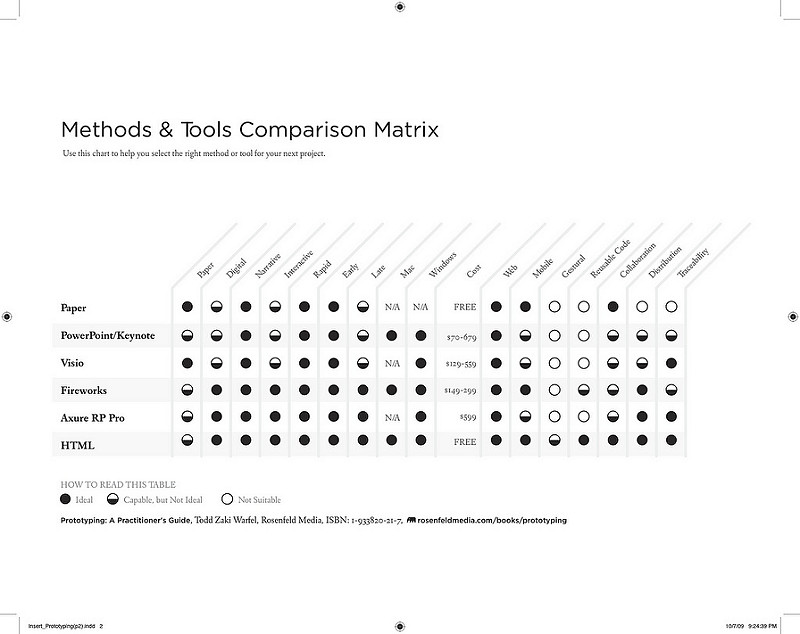 Methods & Tools Comparison Matrix
Use this chart to help you select the right method or tool for your next project.
Paper Digital Narrative Interactive Rapid Early Late Mac Windows Cost Web Mobile Gestural Reusable Code Collaboration Distribution Traceability
Paper N/A N/A FREE
PowerPoint/Keynote $70-679
Visio N/A $129-559
Fireworks $149-299
Axure RP Pro N/A $599
HTML FREE
HOW TO READ THIS TABLE
Ideal Capable, but Not Ideal Not Suitable
Prototyping: A Practitioner's Guide, Todd Zaki Warfel, Rosenfeld Media, ISBN: 1-933820-21-7, rosenfeldmedia.com/books/prototyping
Insert_Prototyping(p2).indd 2 10/7/09 9:24:39 PM